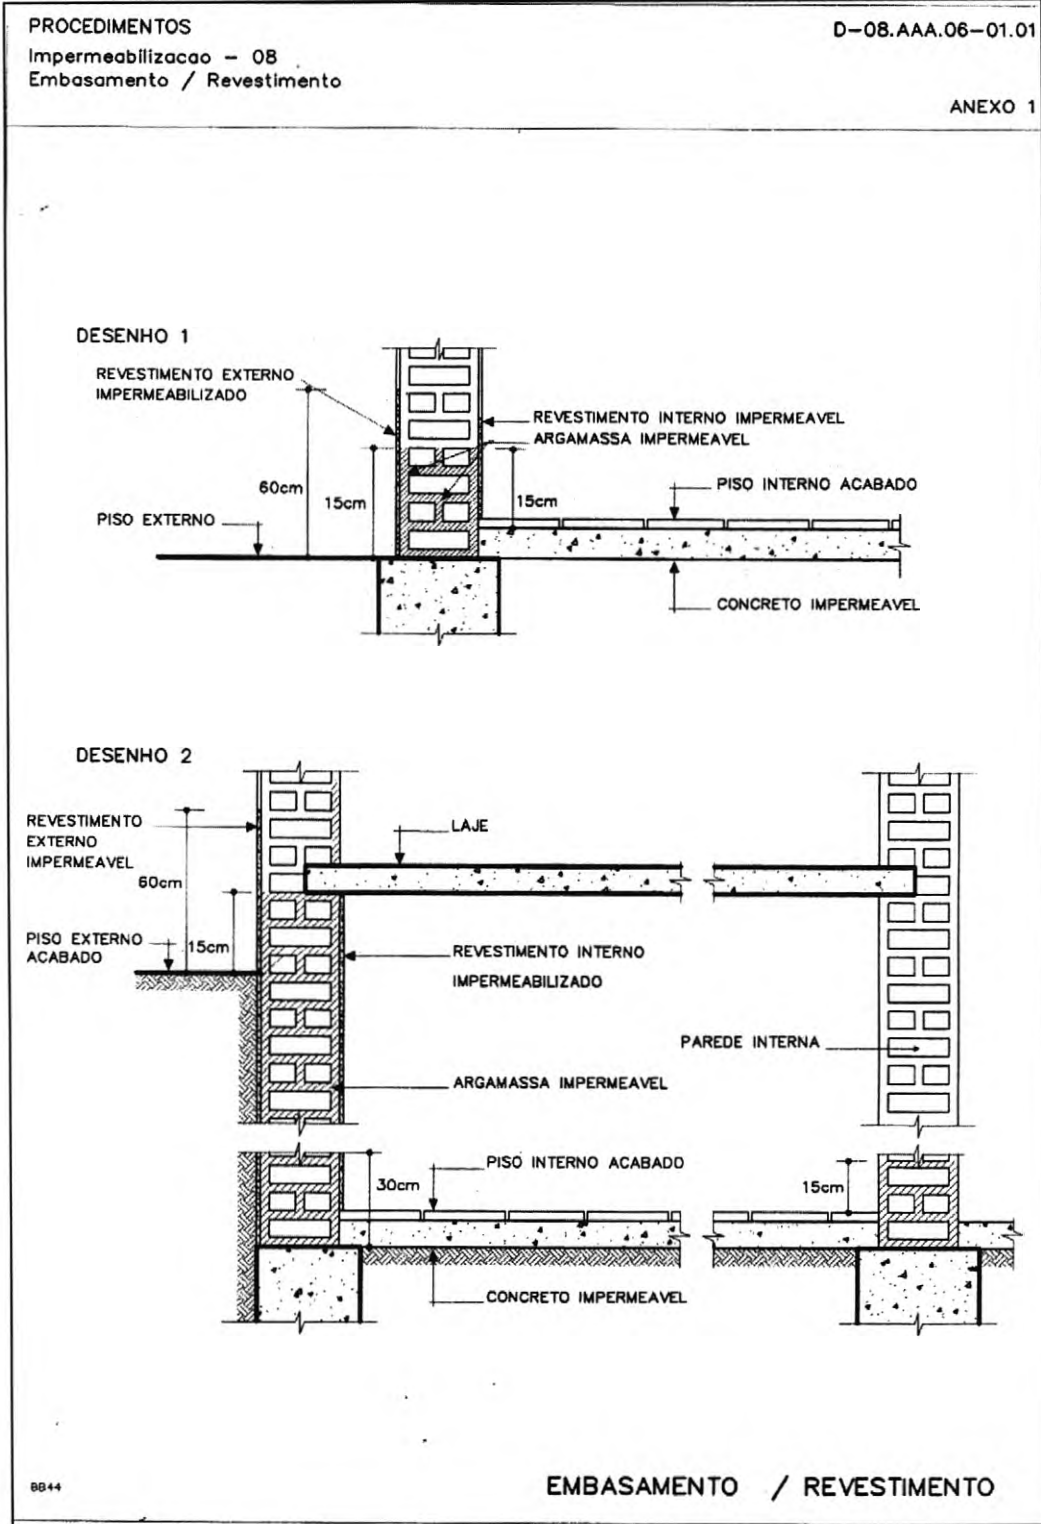 PROCEDIMENTOS
D-08.AAA.06-01.01
Impermeabilizacao - 08
Embasamento / Revestimento
ANEXO 1
DESENHO 1
REVESTIMENTO EXTERNO
IMPERMEABILIZADO
REVESTIMENTO INTERNO IMPERMEAVEL
ARGAMASSA IMPERMEAVEL
60cm
15cm
15cm
PISO INTERNO ACABADO
PISO EXTERNO
CONCRETO IMPERMEAVEL
DESENHO 2
REVESTIMENTO
EXTERNO
IMPERMEAVEL
LAJE
60cm
15cm
PISO EXTERNO
ACABADO
REVESTIMENTO INTERNO
IMPERMEABILIZADO
PAREDE INTERNA
ARGAMASSA IMPERMEAVEL
PISO INTERNO ACABADO
30cm
15cm
CONCRETO IMPERMEAVEL
BB44
EMBASAMENTO / REVESTIMENTO